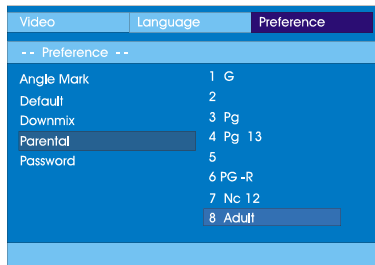 Video Language Preference
-- Preference --
Angle Mark
Default
Downmix
Parental
Password
1 G
2
3 Pg
4 Pg 13
5
6 PG -R
7 Nc 12
8 Adult